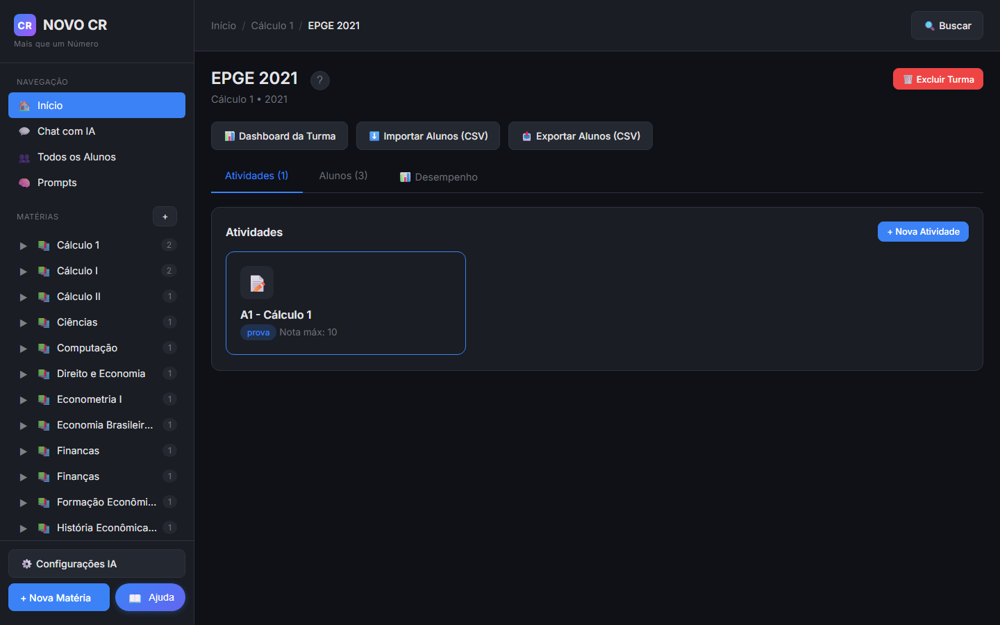 CR NOVO CR
Mais que um Número
NAVEGAÇÃO
Início
Chat com IA
Todos os Alunos
Prompts
MATÉRIAS +
Cálculo 1 2
Cálculo I 2
Cálculo II 1
Ciências 1
Computação 1
Direito e Economia 1
Econometria I 1
Economia Brasileir... 1
Financas 1
Finanças 1
Formação Econômi... 1
História Econômica... 1
Configurações IA
+ Nova Matéria
Ajuda
Início / Cálculo 1 / EPGE 2021
Buscar
EPGE 2021 ?
Excluir Turma
Cálculo 1 • 2021
Dashboard da Turma
Importar Alunos (CSV)
Exportar Alunos (CSV)
Atividades (1)
Alunos (3)
Desempenho
Atividades
+ Nova Atividade
A1 - Cálculo 1
prova Nota máx: 10